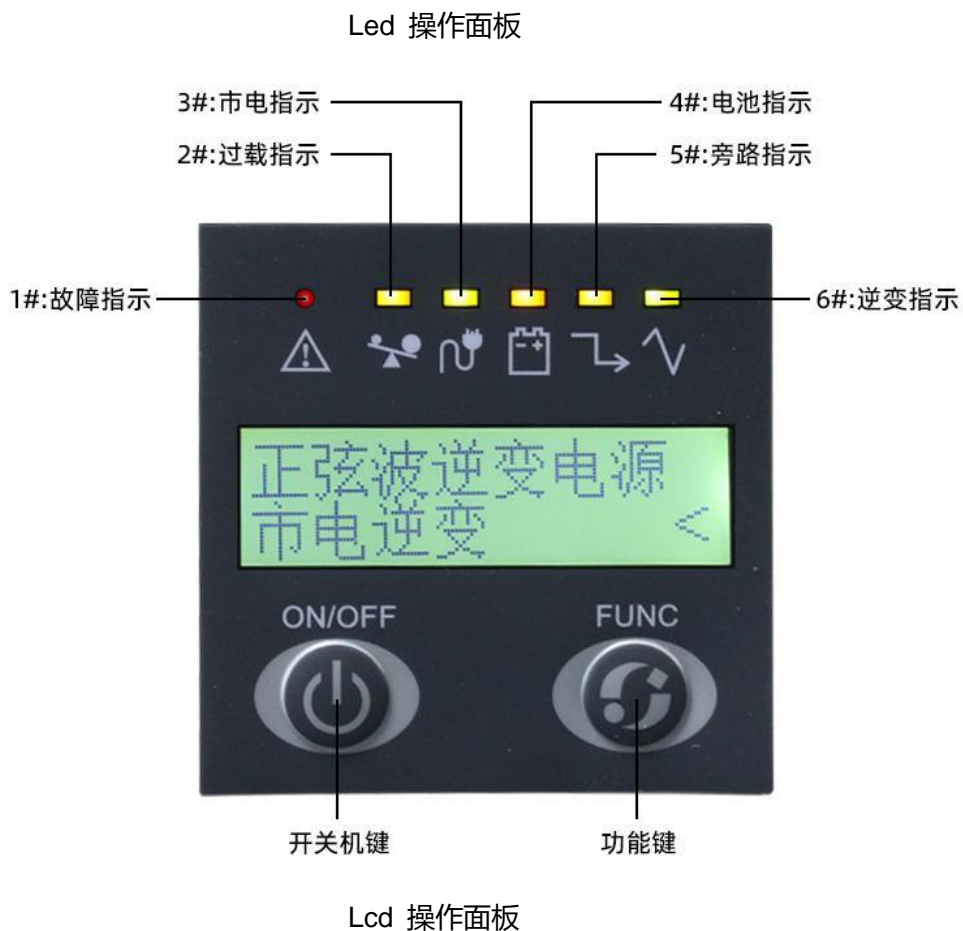 Led 操作面板
3#:市电指示
4#:电池指示
2#:过载指示
5#:旁路指示
1#:故障指示
6#:逆变指示
正弦波逆变电源
市电逆变 <
ON/OFF
FUNC
开关机键
功能键
Lcd 操作面板